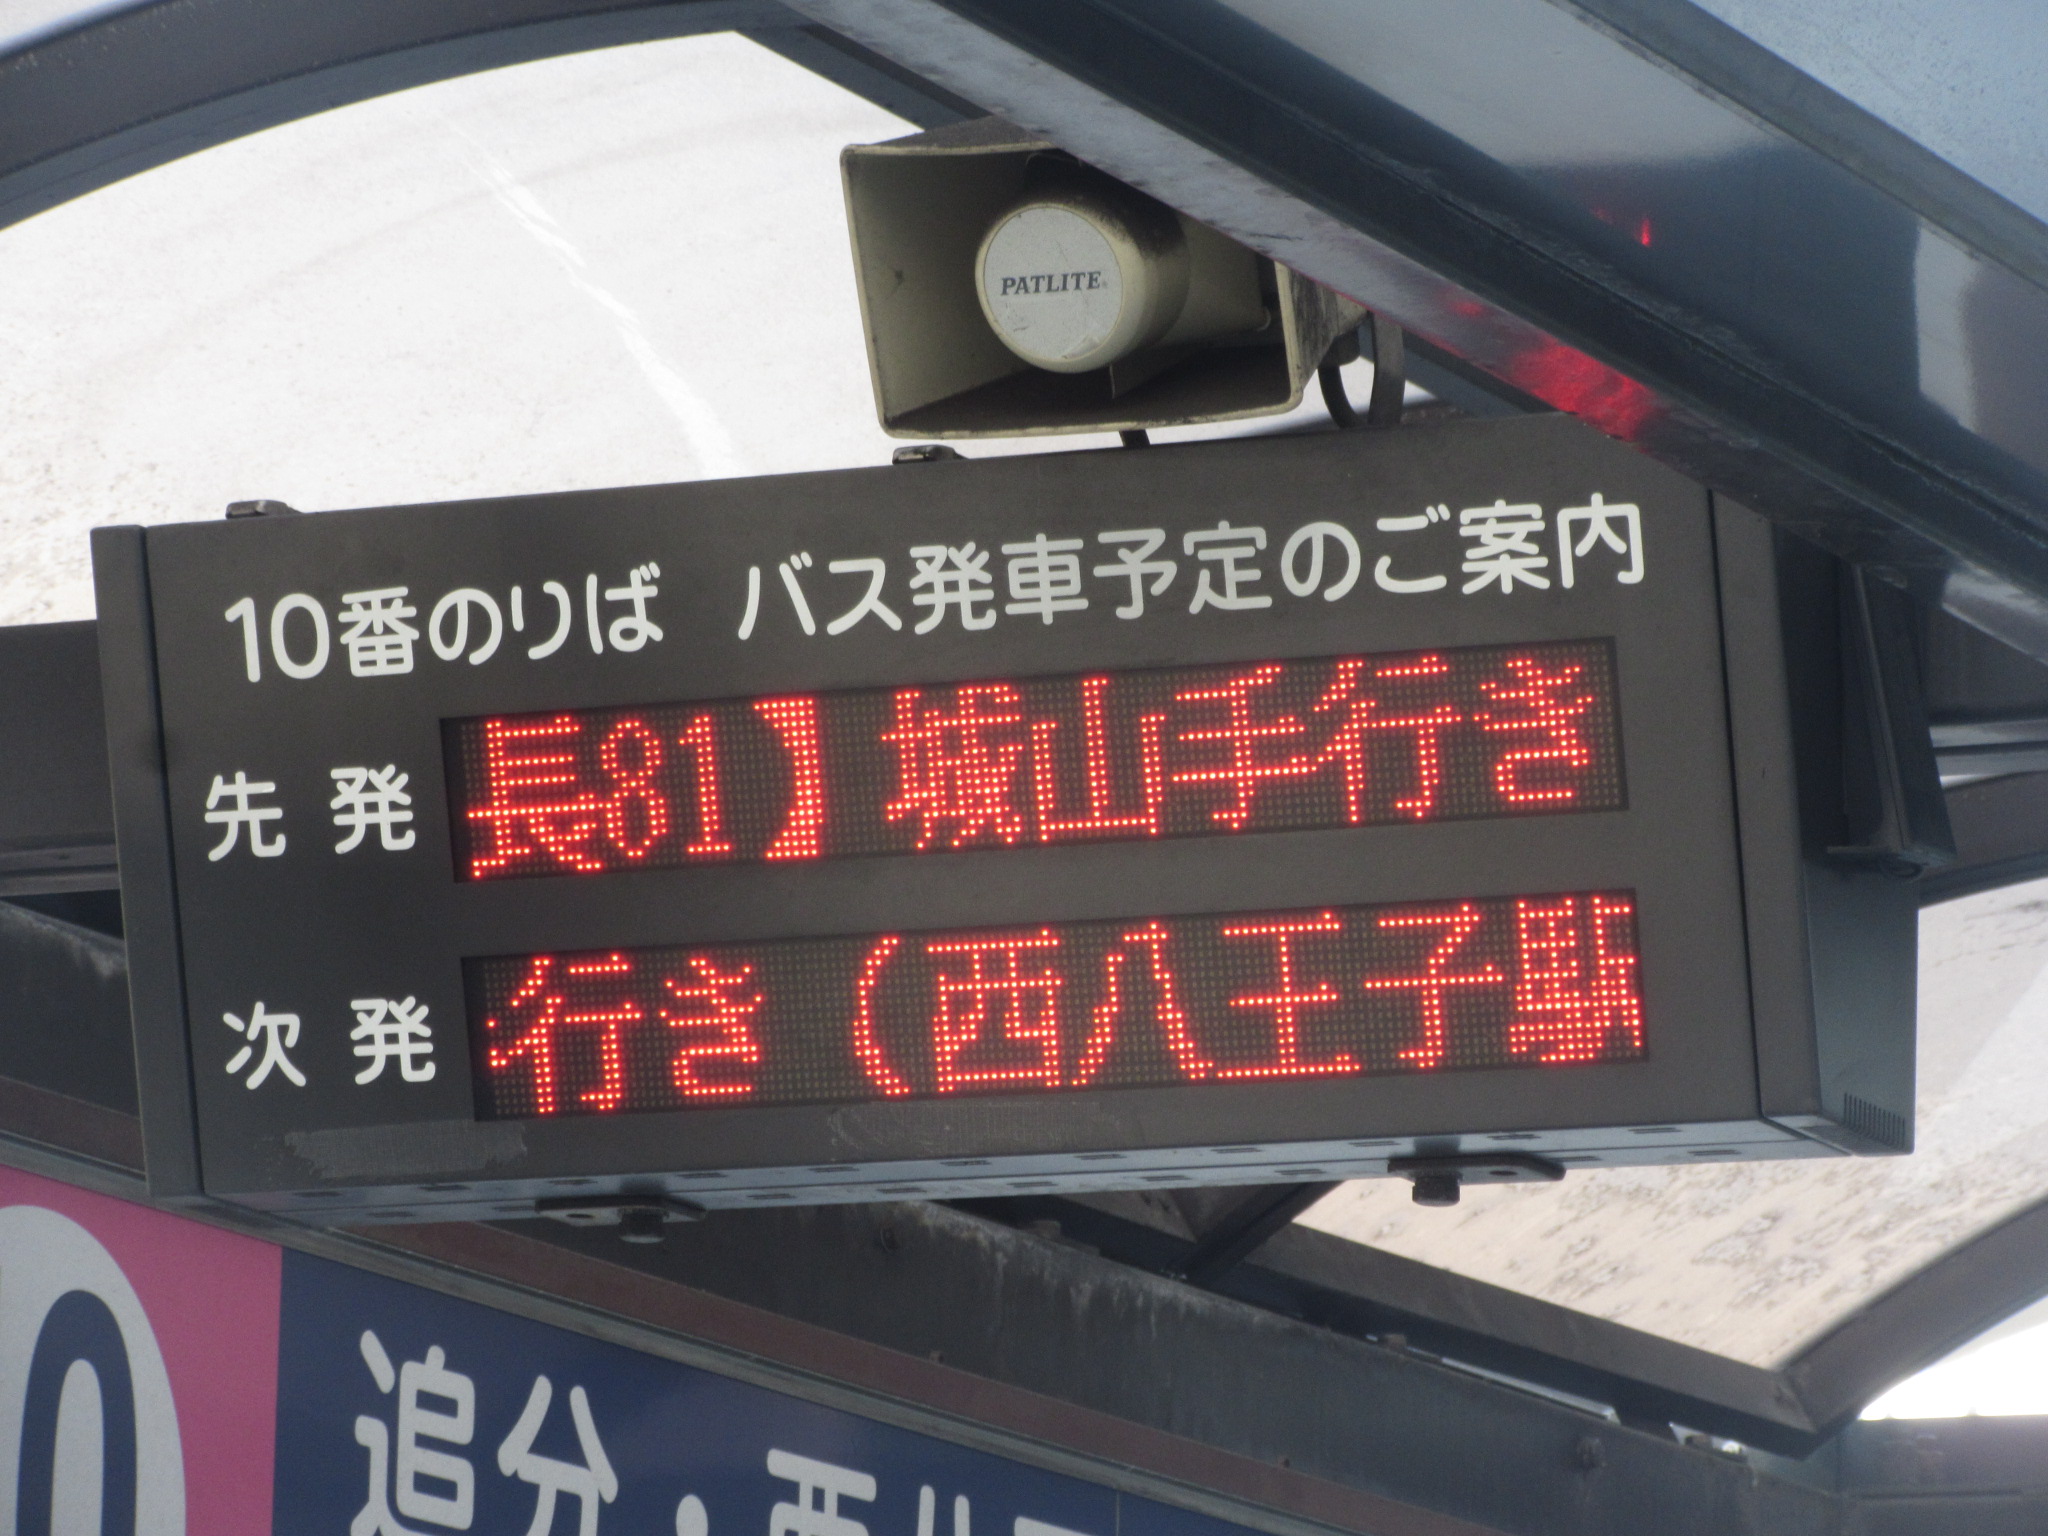 PATLITE
10番のりば バス発車予定のご案内
先発 長81】城山手行き
次発 行き (西八王子駅
追分・西八王